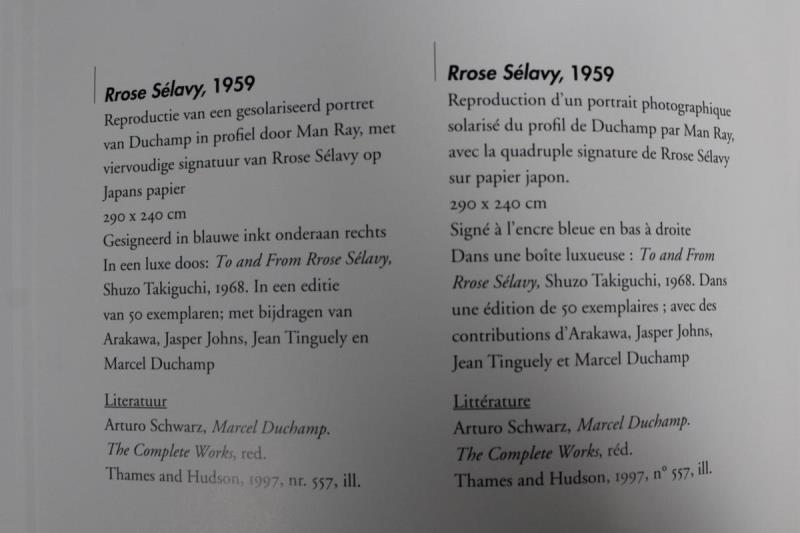 Rrose Sélavy, 1959
Reproductie van een gesolariseerd portret
van Duchamp in profiel door Man Ray, met
viervoudige signatuur van Rrose Sélavy op
Japans papier
290 x 240 cm
Gesigneerd in blauwe inkt onderaan rechts
In een luxe doos: To and From Rrose Sélavy,
Shuzo Takiguchi, 1968. In een editie
van 50 exemplaren; met bijdragen van
Arakawa, Jasper Johns, Jean Tinguely en
Marcel Duchamp
Literatuur
Arturo Schwarz, Marcel Duchamp.
The Complete Works, red.
Thames and Hudson, 1997, nr. 557, ill.
Rrose Sélavy, 1959
Reproduction d'un portrait photographique
solarisé du profil de Duchamp par Man Ray,
avec la quadruple signature de Rrose Sélavy
sur papier japon.
290 x 240 cm
Signé à l'encre bleue en bas à droite
Dans une boîte luxueuse : To and From
Rrose Sélavy, Shuzo Takiguchi, 1968. Dans
une édition de 50 exemplaires ; avec des
contributions d'Arakawa, Jasper Johns,
Jean Tinguely et Marcel Duchamp
Littérature
Arturo Schwarz, Marcel Duchamp.
The Complete Works, réd.
Thames and Hudson, 1997, n° 557, ill.